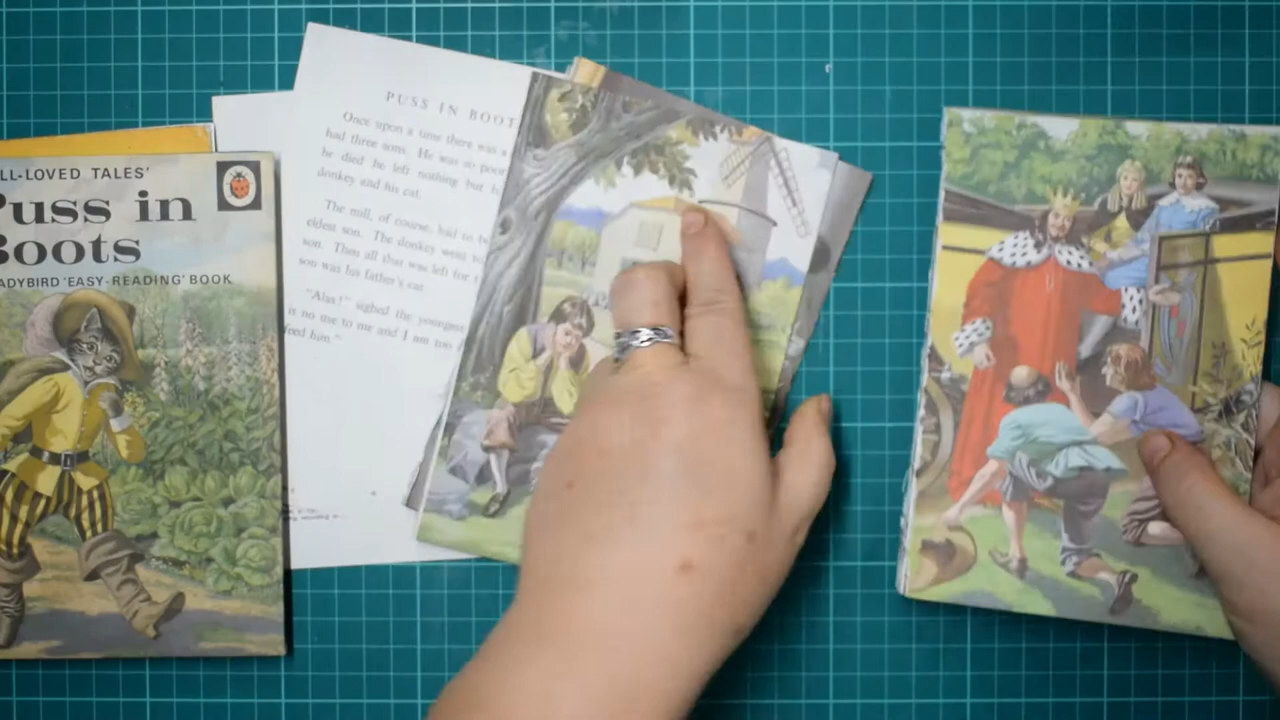 LL-LOVED TALES'
Puss in
Boots
ADYBIRD 'EASY-READING' BOOK
PUSS IN BOOT
Once upon a time there was a
had three sons. He was so poor
he died he left nothing but h
donkey and his cat.
The mill, of course, had to b
eldest son. The donkey went to
son. Then all that was left for t
son was his father's cat.
"Alas!" sighed the youngest
is no use to me and I am too
feed him."